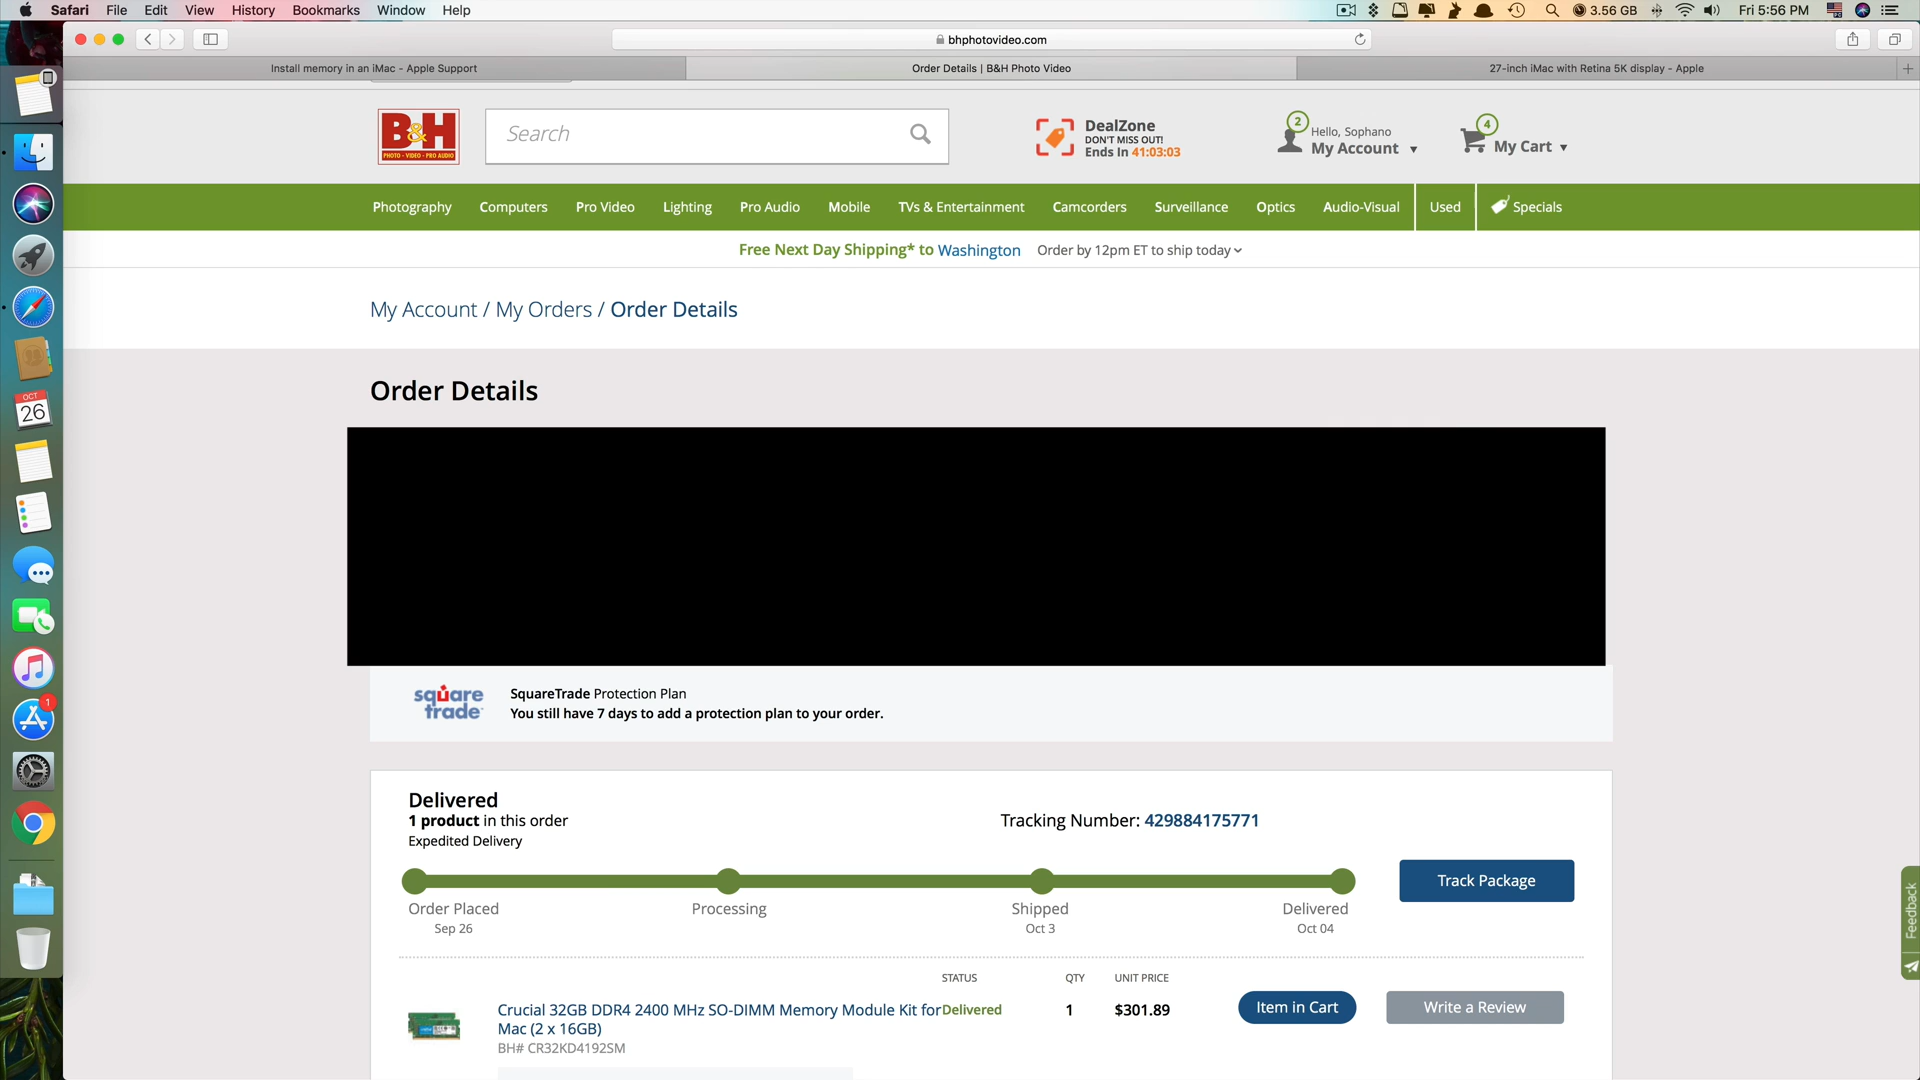 Safari File Edit View History Bookmarks Window Help
3.56 GB Fri 5:56 PM
bhphotovideo.com
Install memory in an iMac - Apple Support
Order Details | B&H Photo Video
27-inch iMac with Retina 5K display - Apple
B&H
PHOTO - VIDEO - PRO AUDIO
Search
DealZone
DON'T MISS OUT!
Ends In 41:03:03
2
Hello, Sophano
My Account
4
My Cart
Photography Computers Pro Video Lighting Pro Audio Mobile TVs & Entertainment Camcorders Surveillance Optics Audio-Visual Used Specials
Free Next Day Shipping* to Washington Order by 12pm ET to ship today
My Account / My Orders / Order Details
Order Details
square
trade
SquareTrade Protection Plan
You still have 7 days to add a protection plan to your order.
Delivered
1 product in this order
Expedited Delivery
Tracking Number: 429884175771
Track Package
Order Placed
Sep 26
Processing
Shipped
Oct 3
Delivered
Oct 04
STATUS QTY UNIT PRICE
Crucial 32GB DDR4 2400 MHz SO-DIMM Memory Module Kit for
Mac (2 x 16GB)
BH# CR32KD4192SM
Delivered
1
$301.89
Item in Cart
Write a Review
Feedback
OCT
26
1